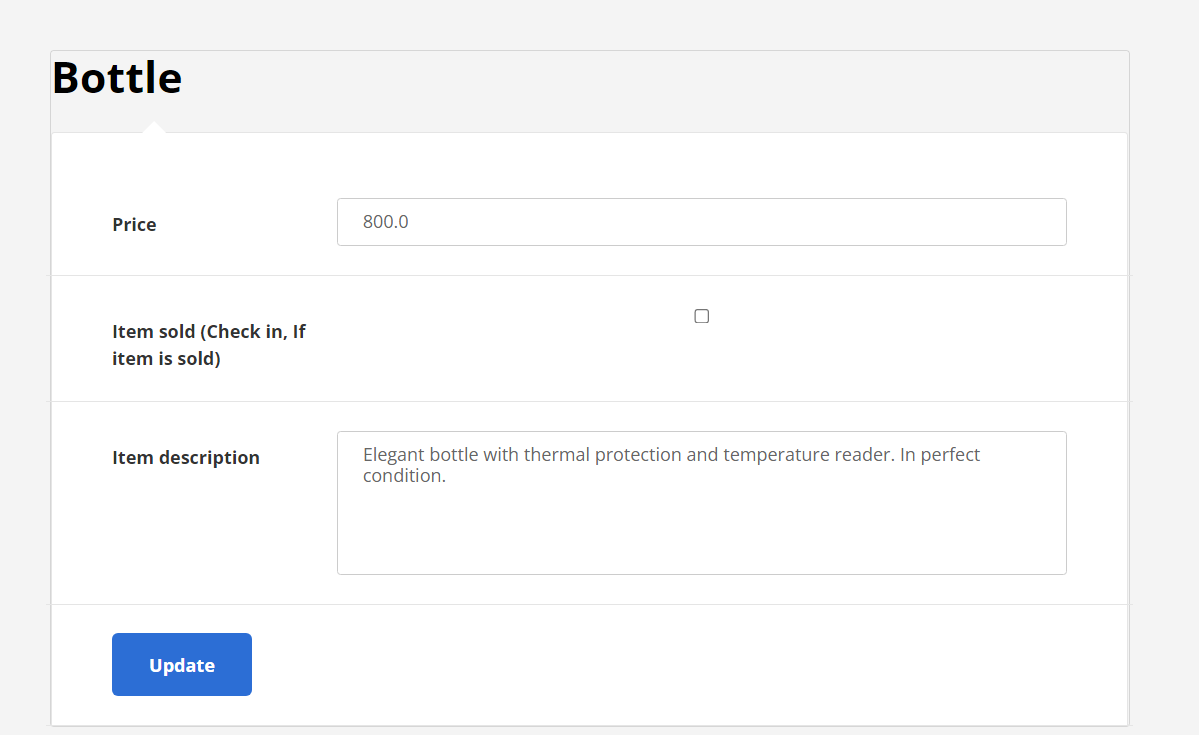 Bottle
Price
800.0
Item sold (Check in, If
item is sold)
Item description
Elegant bottle with thermal protection and temperature reader. In perfect
condition.
Update